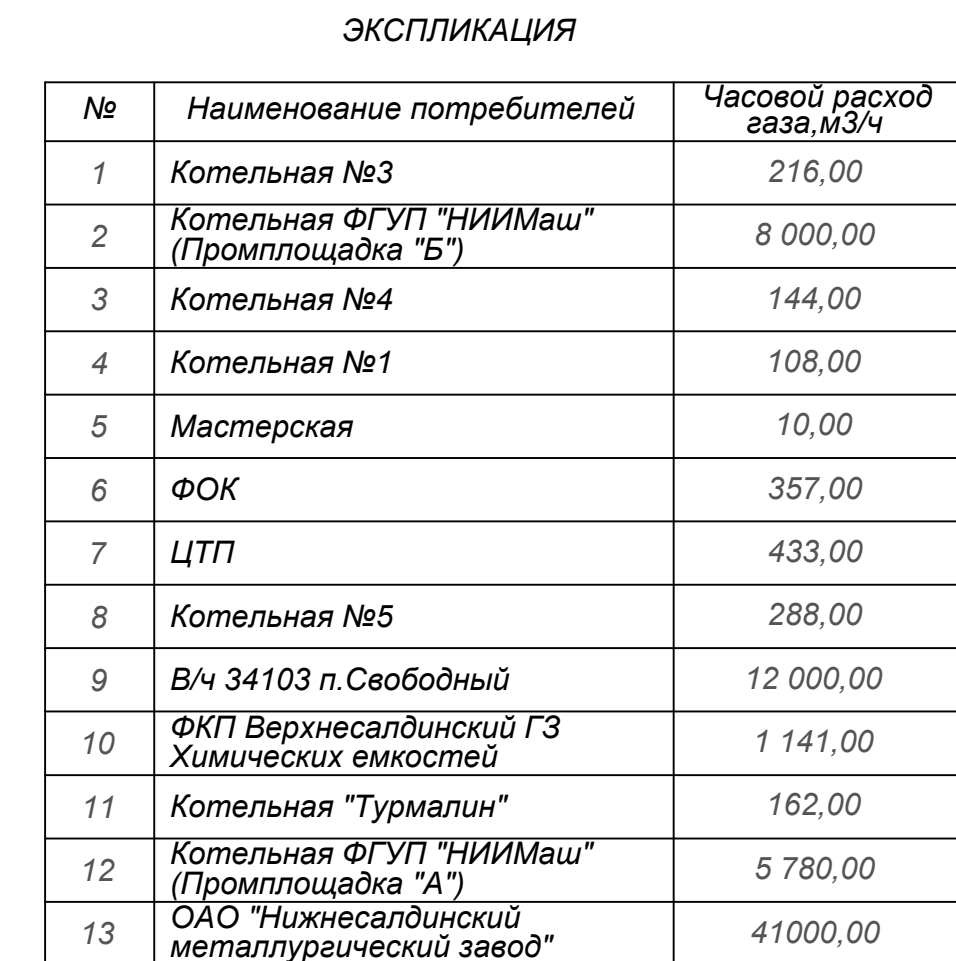 ЭКСПЛИКАЦИЯ
№ Наименование потребителей Часовой расход
газа,м3/ч
1 Котельная №3 216,00
2 Котельная ФГУП "НИИМаш"
(Промплощадка "Б") 8 000,00
3 Котельная №4 144,00
4 Котельная №1 108,00
5 Мастерская 10,00
6 ФОК 357,00
7 ЦТП 433,00
8 Котельная №5 288,00
9 В/ч 34103 п.Свободный 12 000,00
10 ФКП Верхнесалдинский ГЗ
Химических емкостей 1 141,00
11 Котельная "Турмалин" 162,00
12 Котельная ФГУП "НИИМаш"
(Промплощадка "А") 5 780,00
13 ОАО "Нижнесалдинский
металлургический завод" 41000,00